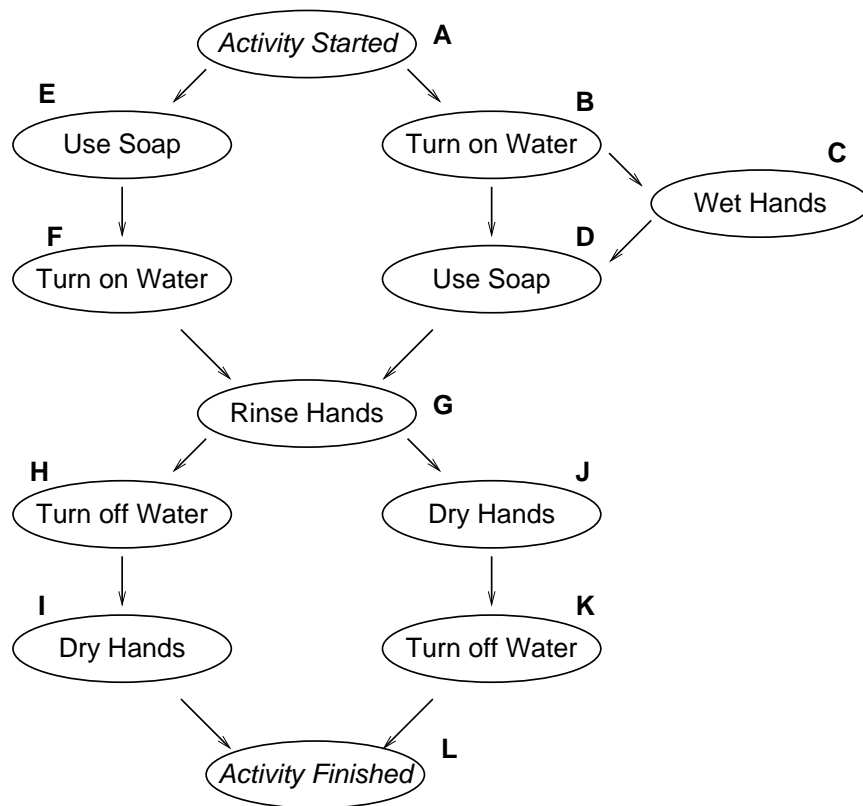 Activity Started
A
E
B
Use Soap
Turn on Water
C
Wet Hands
F
D
Turn on Water
Use Soap
Rinse Hands
G
H
J
Turn off Water
Dry Hands
I
K
Dry Hands
Turn off Water
L
Activity Finished